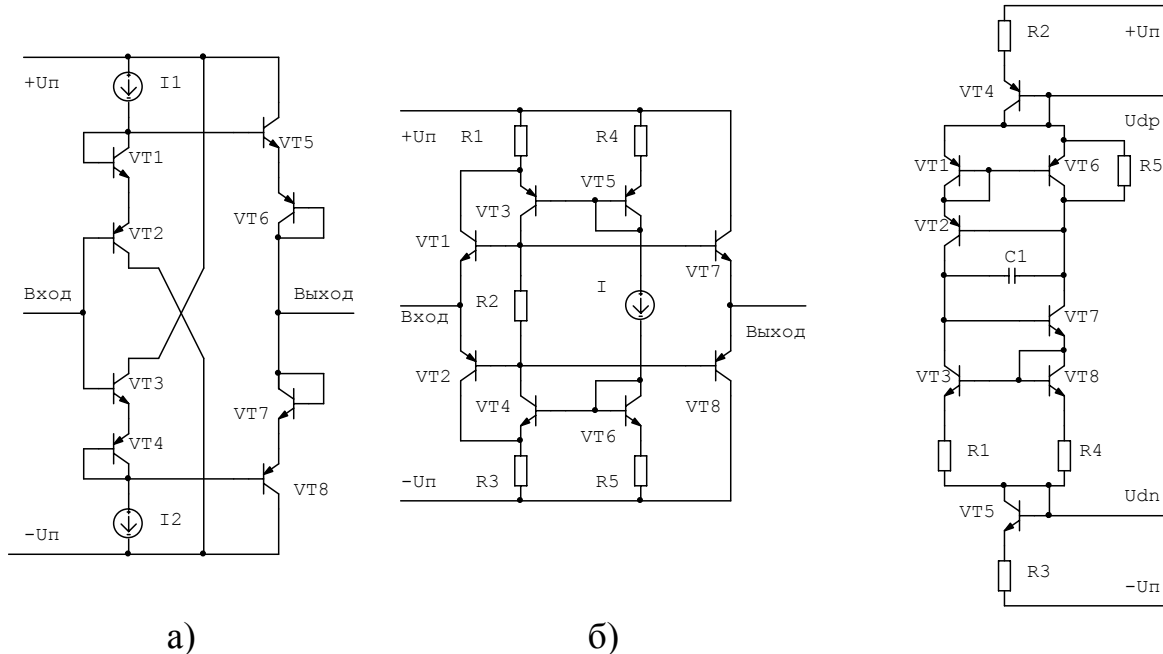 +Uп
I1
VT1
VT5
VT2
VT6
Вход
Выход
VT3
VT4
VT7
VT8
I2
-Uп
а)
+Uп
R1
R4
VT5
VT3
VT1
VT7
R2
I
Вход
Выход
VT2
VT4
VT6
VT8
-Uп
R3
R5
б)
R2
+Uп
VT4
Udp
VT1
VT6
R5
VT2
C1
VT7
VT3
VT8
R1
R4
VT5
Udn
R3
-Uп